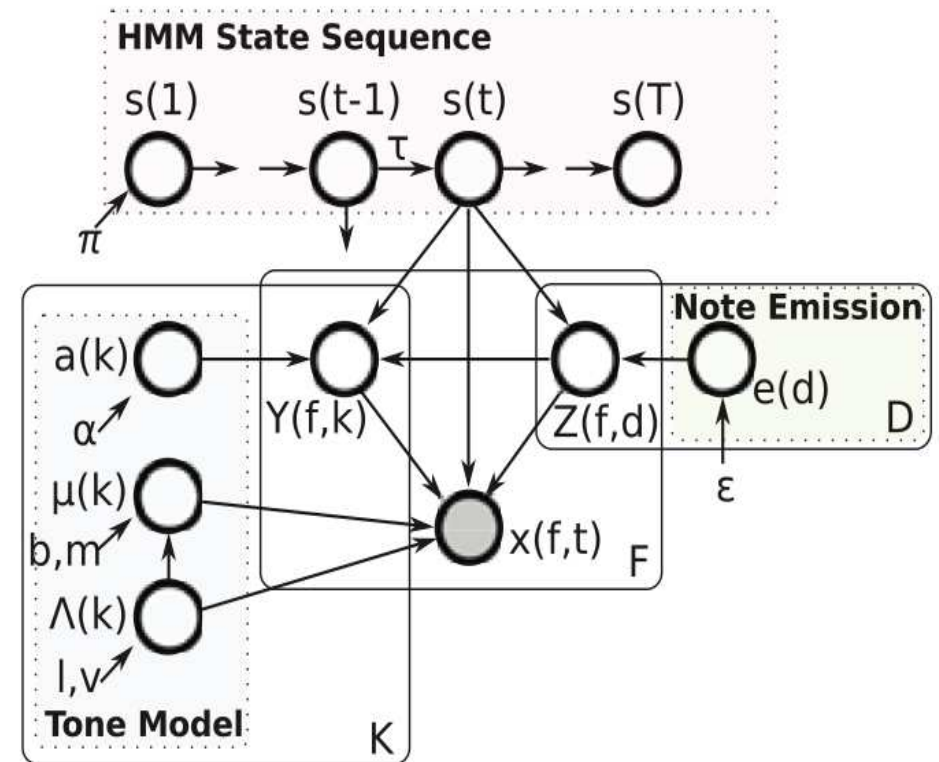 HMM State Sequence
s(1) s(t-1) s(t) s(T)
τ
π
Note Emission
a(k)
α
Y(f,k)
Z(f,d)
e(d)
D
ε
μ(k)
b,m
x(f,t)
F
Λ(k)
l,v
Tone Model
K